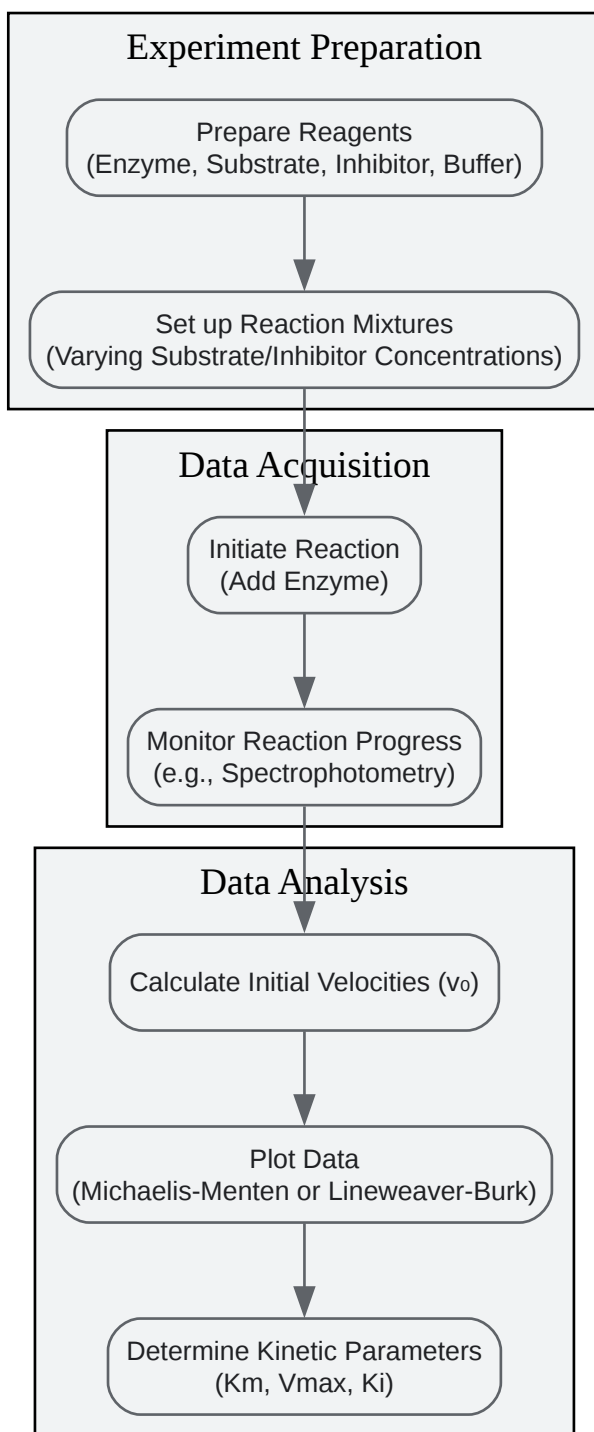 Experiment Preparation
Prepare Reagents
(Enzyme, Substrate, Inhibitor, Buffer)
Set up Reaction Mixtures
(Varying Substrate/Inhibitor Concentrations)
Data Acquisition
Initiate Reaction
(Add Enzyme)
Monitor Reaction Progress
(e.g., Spectrophotometry)
Data Analysis
Calculate Initial Velocities (v₀)
Plot Data
(Michaelis-Menten or Lineweaver-Burk)
Determine Kinetic Parameters
(Km, Vmax, Ki)